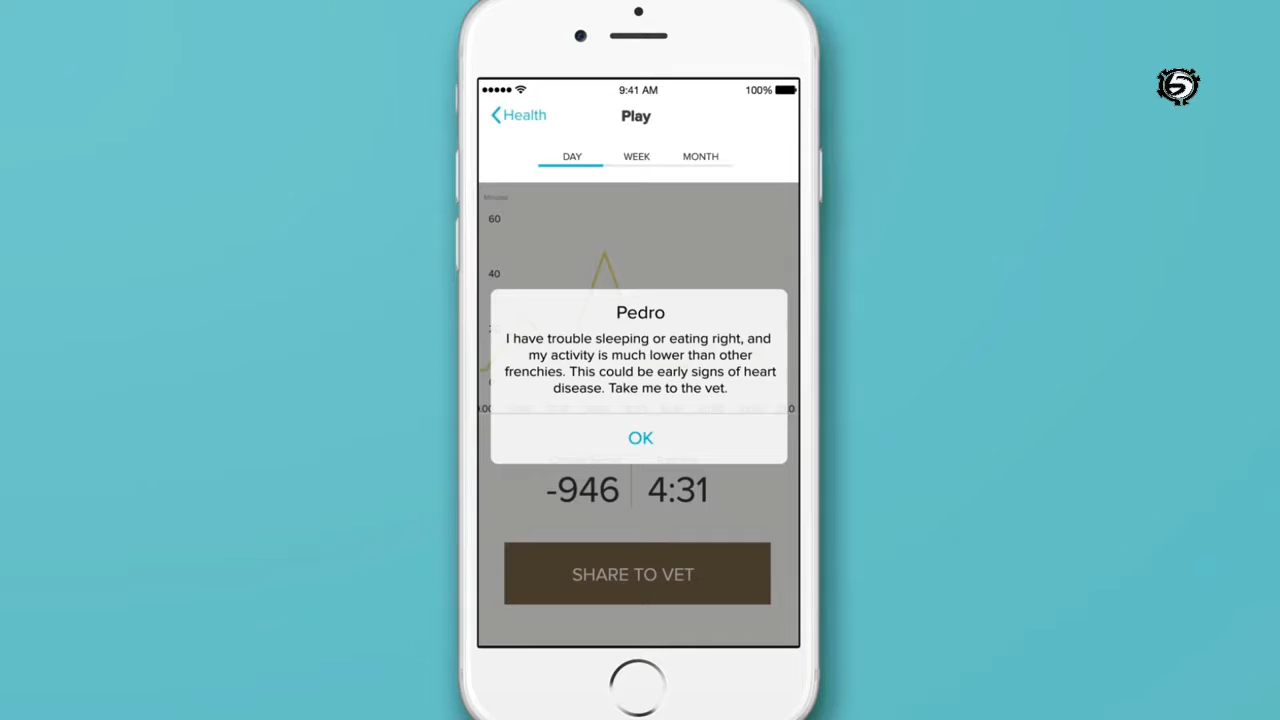 9:41 AM
100%
Health
Play
DAY
WEEK
MONTH
Minutes
60
40
Pedro
I have trouble sleeping or eating right, and
my activity is much lower than other
frenchies. This could be early signs of heart
disease. Take me to the vet.
OK
-946
4:31
SHARE TO VET
5